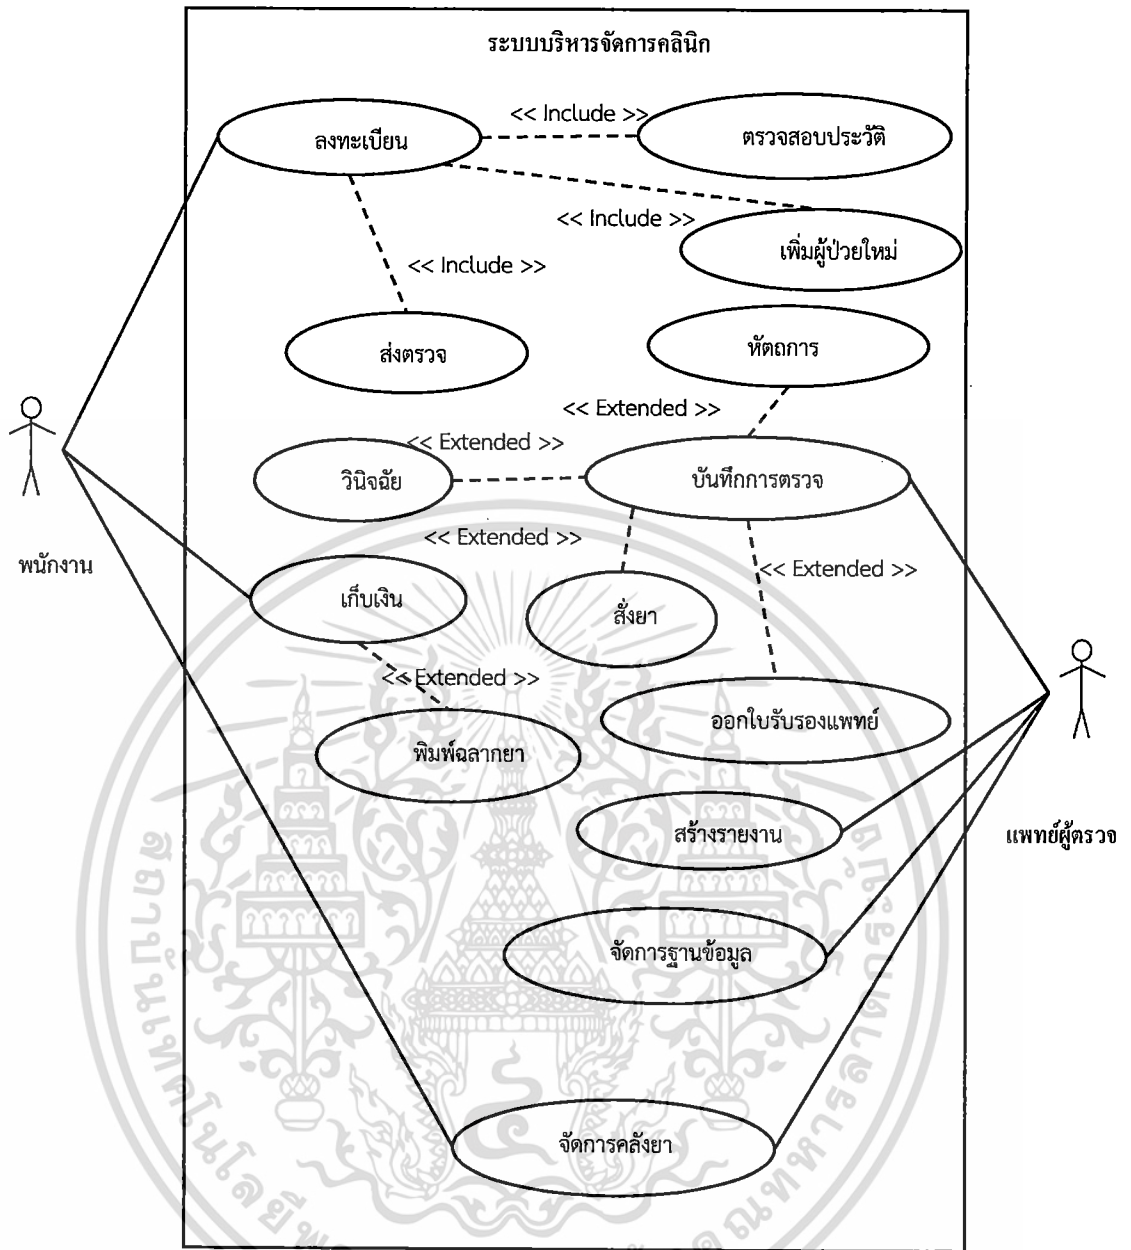 ระบบบริหารจัดการคลินิก
<< Include >>
ลงทะเบียน
ตรวจสอบประวัติ
<< Include >>
เพิ่มผู้ป่วยใหม่
<< Include >>
ส่งตรวจ
หัตถการ
<< Extended >>
<< Extended >>
วินิจฉัย
บันทึกการตรวจ
<< Extended >>
พนักงาน
<< Extended >>
เก็บเงิน
สั่งยา
<< Extended >>
ออกใบรับรองแพทย์
พิมพ์ฉลากยา
สร้างรายงาน
แพทย์ผู้ตรวจ
จัดการฐานข้อมูล
จัดการคลังยา